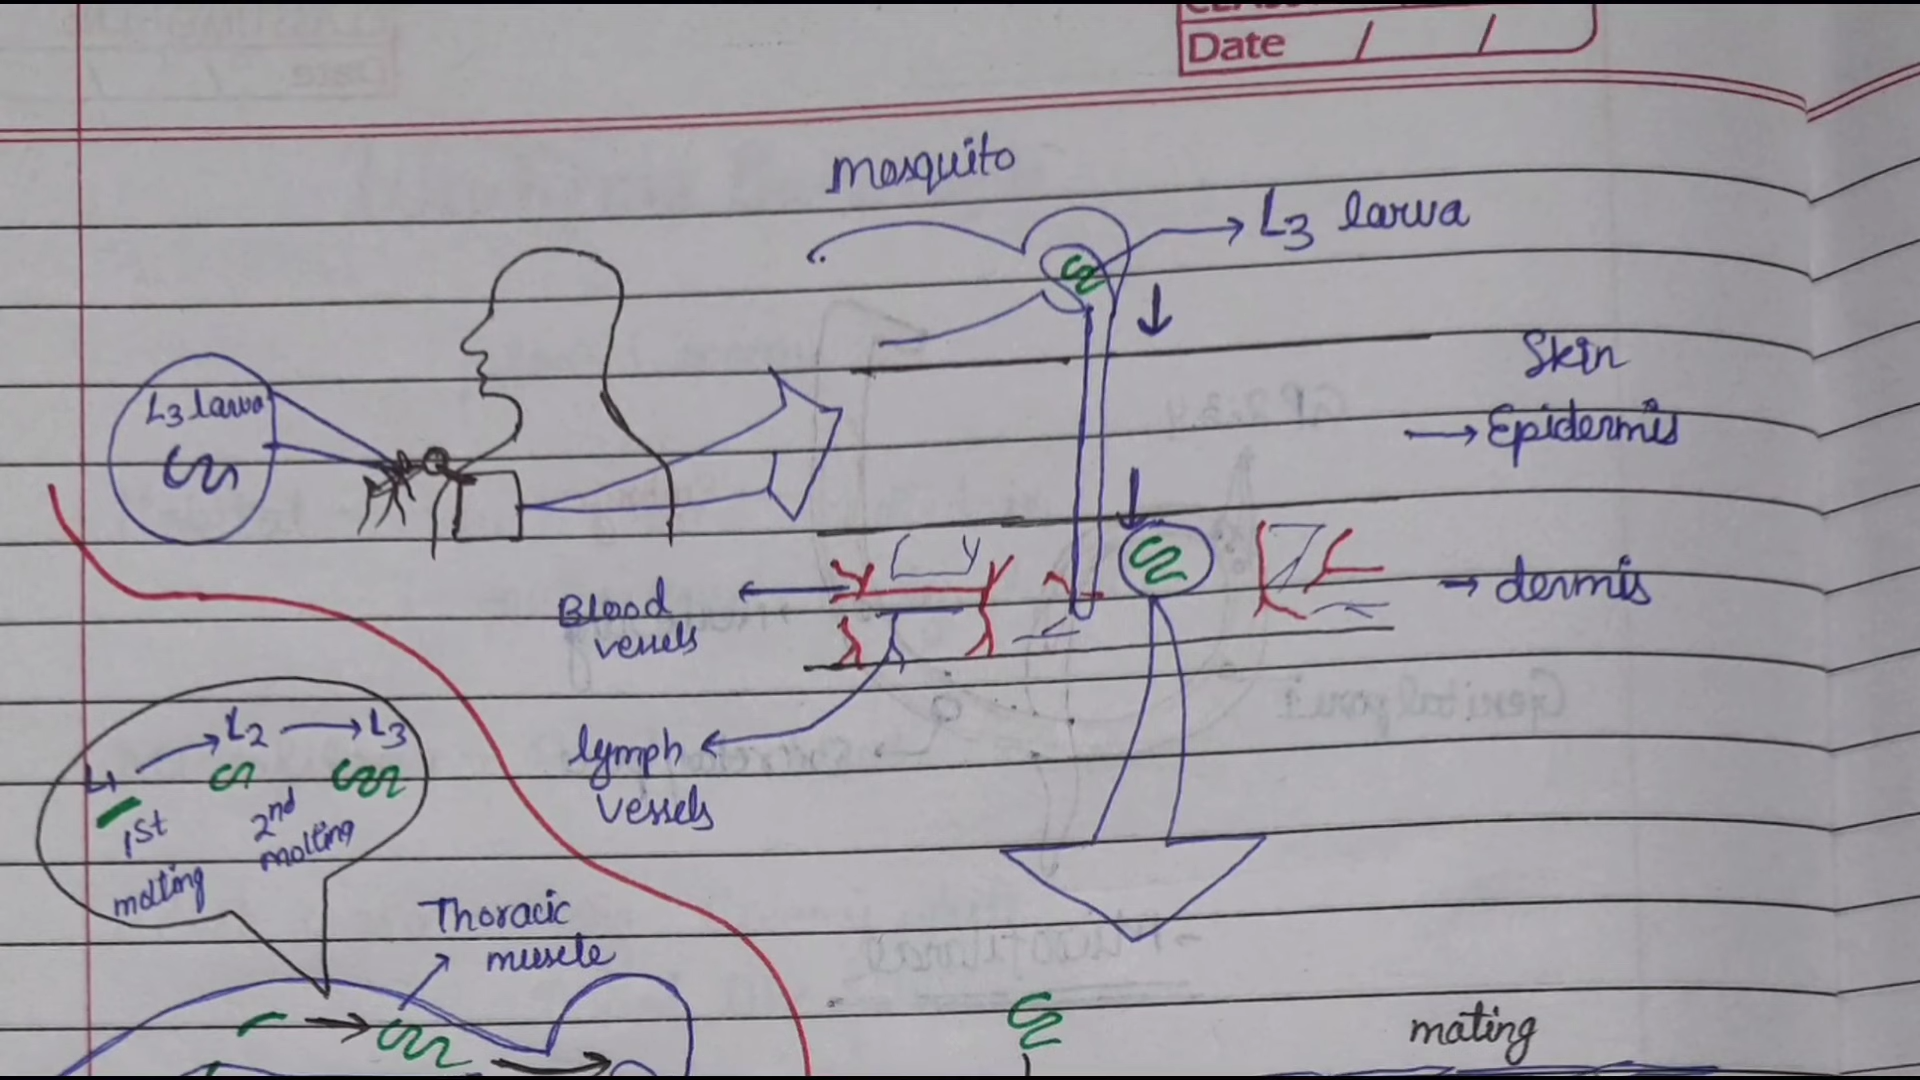 Date / /
mosquito
L3 larva
Skin
L3 larva
→ Epidermis
Blood
vessels
→ dermis
L1 → L2 → L3
lymph
vessels
1st
molting
2nd
molting
Thoracic
muscle
mating